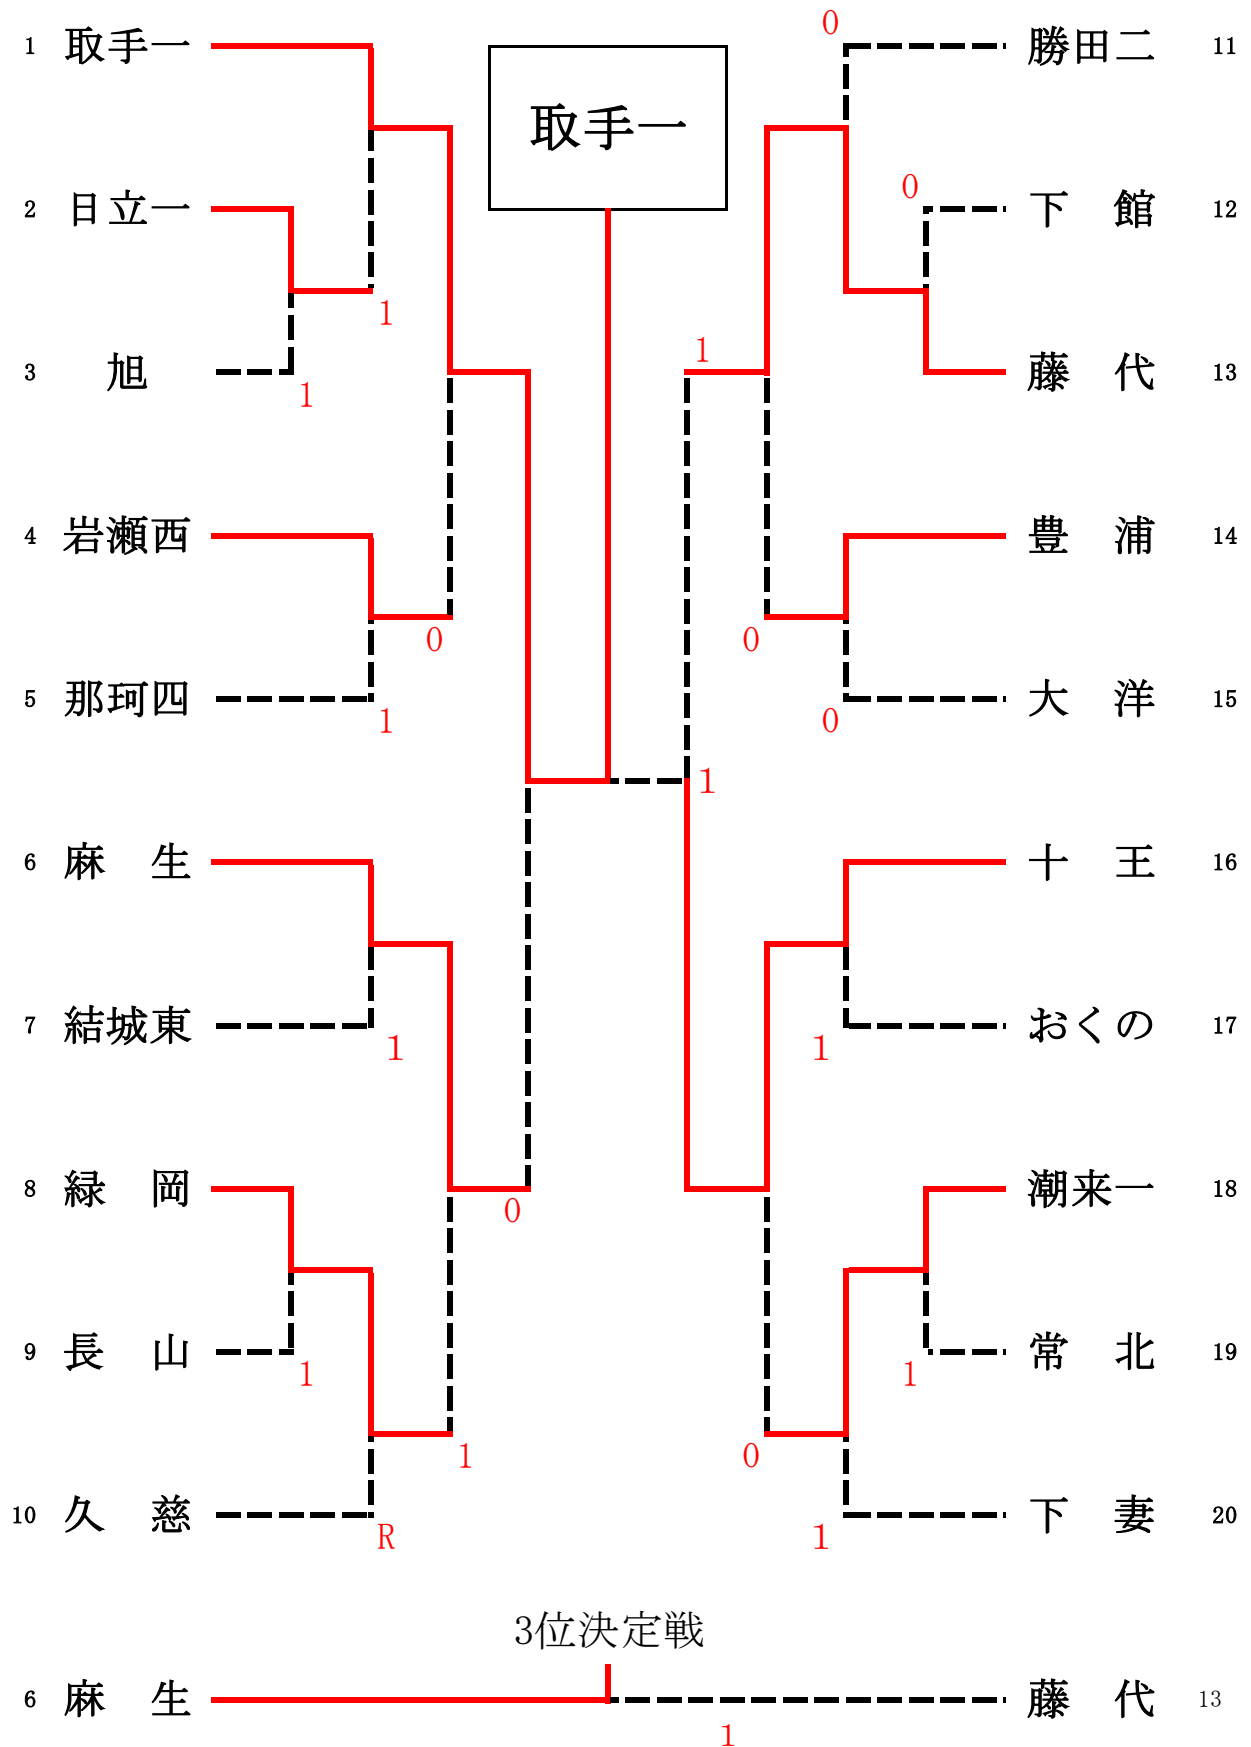 0
1 取手一 取手一 勝田二 11
0
2 日立一 下 館 12
1
1
3 旭 藤 代 13
1
4 岩瀬西 豊 浦 14
0 0
5 那珂四 大 洋 15
1 0
1
6 麻 生 十 王 16
7 結城東 おくの 17
1 1
8 緑 岡 潮来一 18
0
9 長 山 常 北 19
1 1
1 0
10 久 慈 下 妻 20
R 1
3位決定戦
6 麻 生 藤 代 13
1